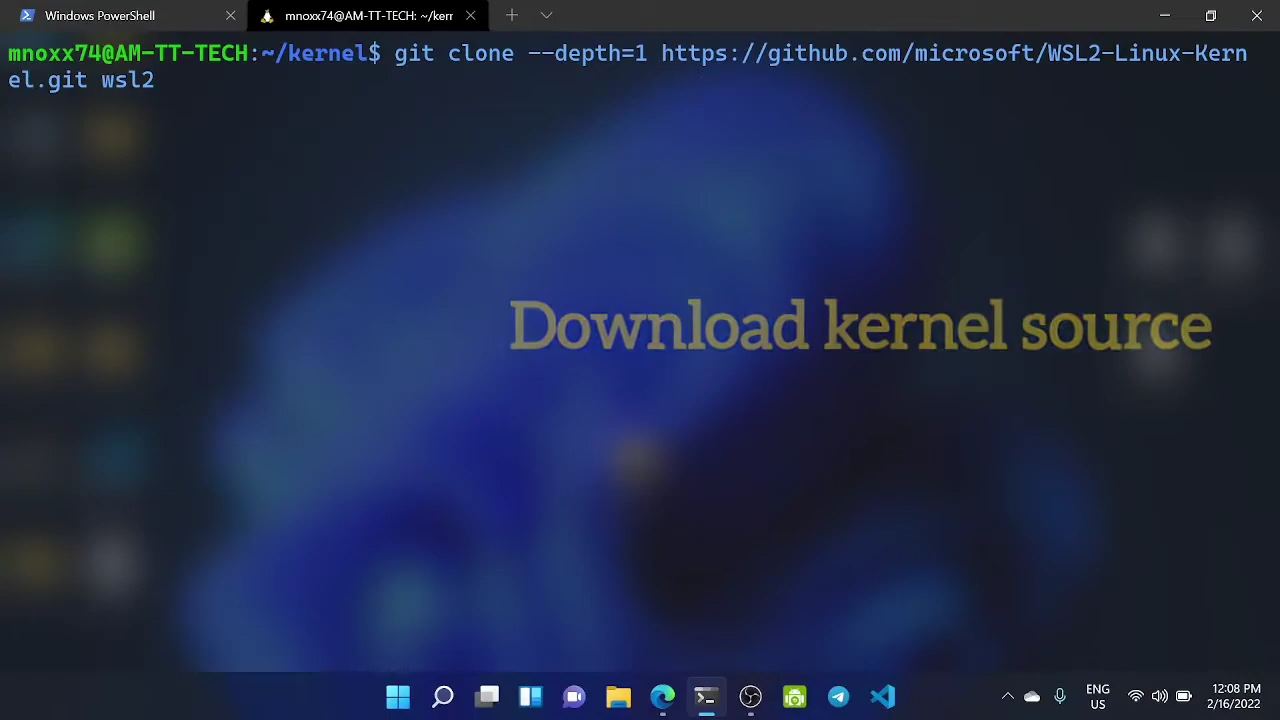 Windows PowerShell
mnoxx74@AM-TT-TECH: ~/kerr
mnoxx74@AM-TT-TECH:~/kernel$ git clone --depth=1 https://github.com/microsoft/WSL2-Linux-Kern
el.git wsl2
Download kernel source
ENG
US
12:08 PM
2/16/2022